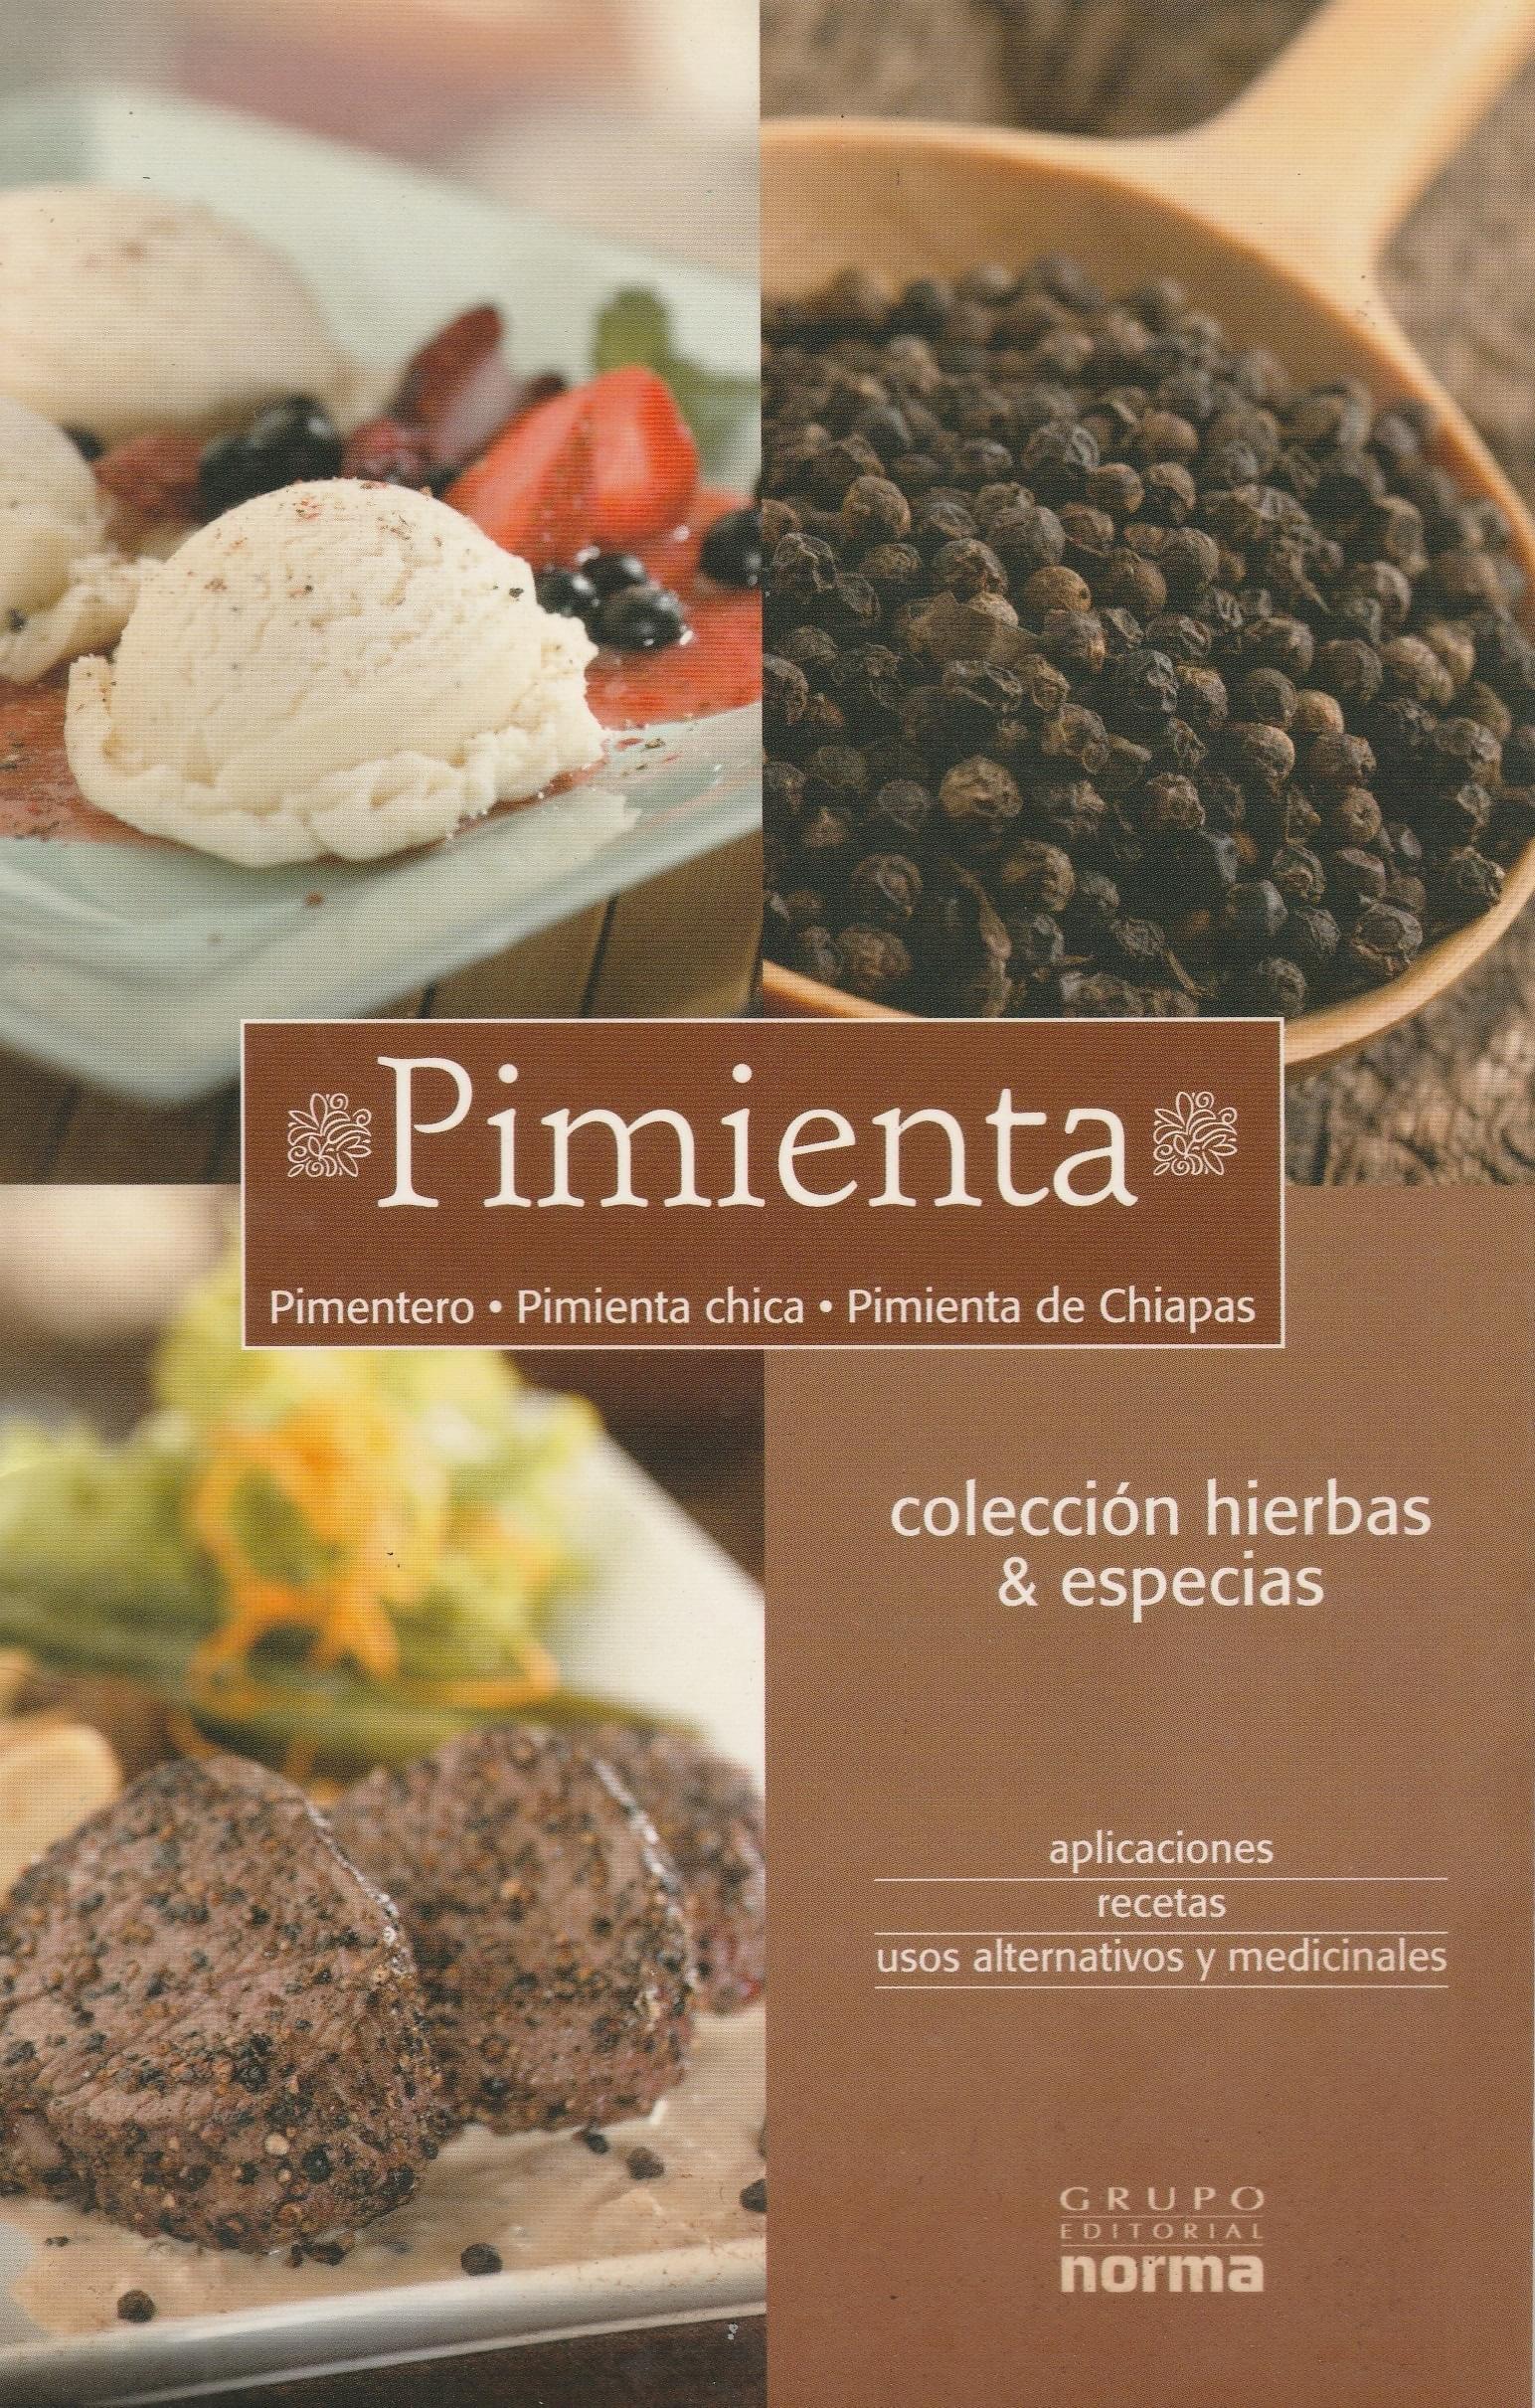 Pimienta
Pimentero • Pimienta chica • Pimienta de Chiapas
colección hierbas
& especias
aplicaciones
recetas
usos alternativos y medicinales
GRUPO
EDITORIAL
norma